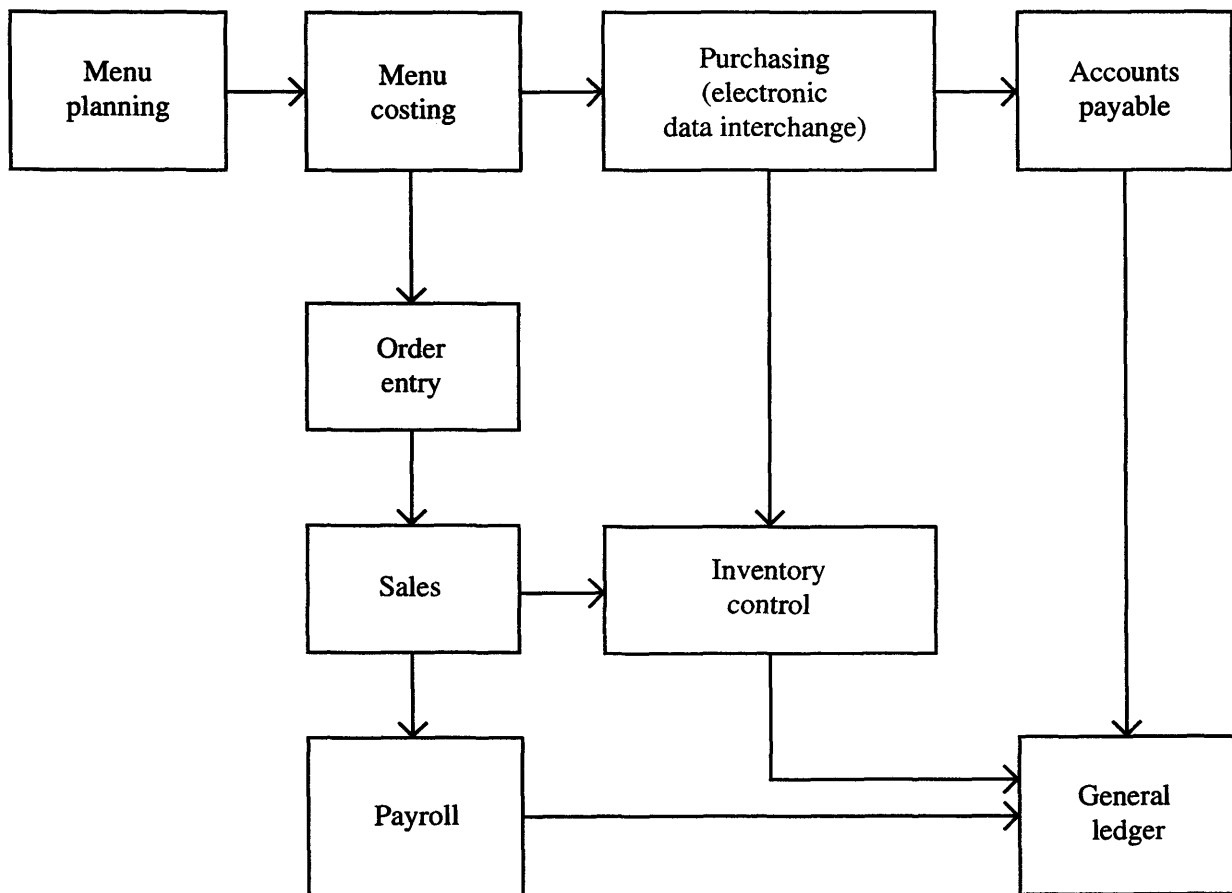 Menu
planning
Menu
costing
Purchasing
(electronic
data interchange)
Accounts
payable
Order
entry
Sales
Inventory
control
Payroll
General
ledger